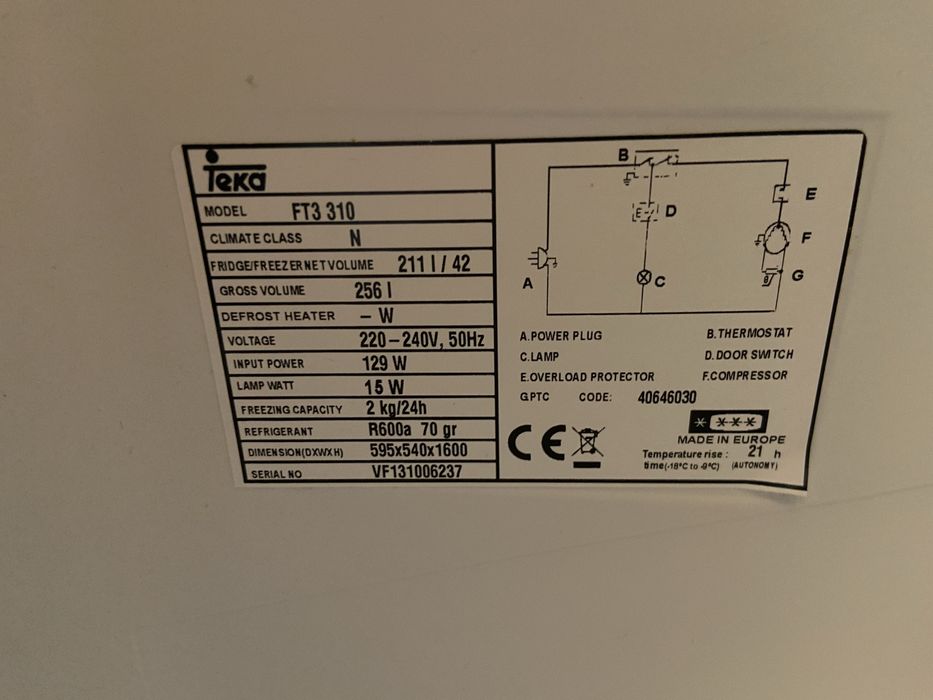 Teka
MODEL FT3 310
CLIMATE CLASS N
FRIDGE/FREEZER NET VOLUME 211 l / 42
GROSS VOLUME 256 l
DEFROST HEATER – W
VOLTAGE 220–240V, 50Hz
INPUT POWER 129 W
LAMP WATT 15 W
FREEZING CAPACITY 2 kg/24h
REFRIGERANT R600a 70 gr
DIMENSION(DXWXH) 595x540x1600
SERIAL NO VF131006237
B
E
D
F
A
C
G
A.POWER PLUG B.THERMOSTAT
C.LAMP D.DOOR SWITCH
E.OVERLOAD PROTECTOR F.COMPRESSOR
G.PTC CODE: 40646030
CE
MADE IN EUROPE
Temperature rise : 21 h
time(-18°C to -9°C) (AUTONOMY)